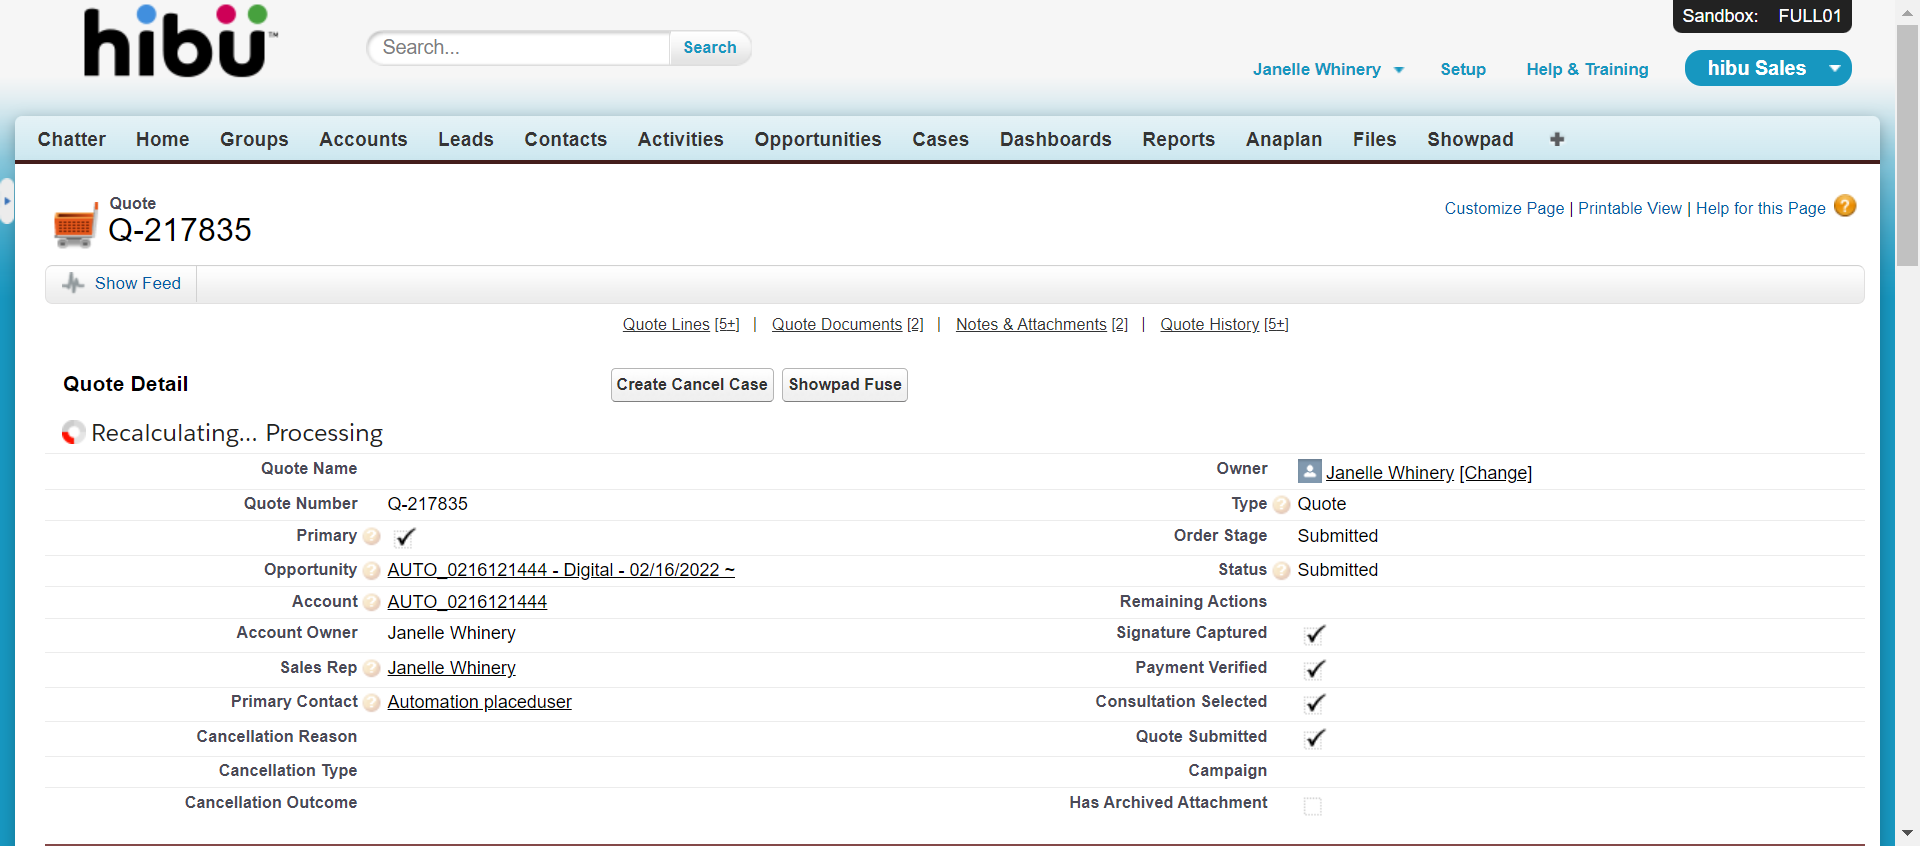 Sandbox: FULL01
hibü™
Search...
Search
Janelle Whinery
Setup
Help & Training
hibu Sales
Chatter Home Groups Accounts Leads Contacts Activities Opportunities Cases Dashboards Reports Anaplan Files Showpad
Quote
Q-217835
Customize Page | Printable View | Help for this Page
Show Feed
Quote Lines [5+] | Quote Documents [2] | Notes & Attachments [2] | Quote History [5+]
Quote Detail
Create Cancel Case
Showpad Fuse
Recalculating... Processing
Quote Name
Owner Janelle Whinery [Change]
Quote Number Q-217835
Type Quote
Primary
Order Stage Submitted
Opportunity AUTO_0216121444 - Digital - 02/16/2022 ~
Status Submitted
Account AUTO_0216121444
Remaining Actions
Account Owner Janelle Whinery
Signature Captured
Sales Rep Janelle Whinery
Payment Verified
Primary Contact Automation placeduser
Consultation Selected
Cancellation Reason
Quote Submitted
Cancellation Type
Campaign
Cancellation Outcome
Has Archived Attachment